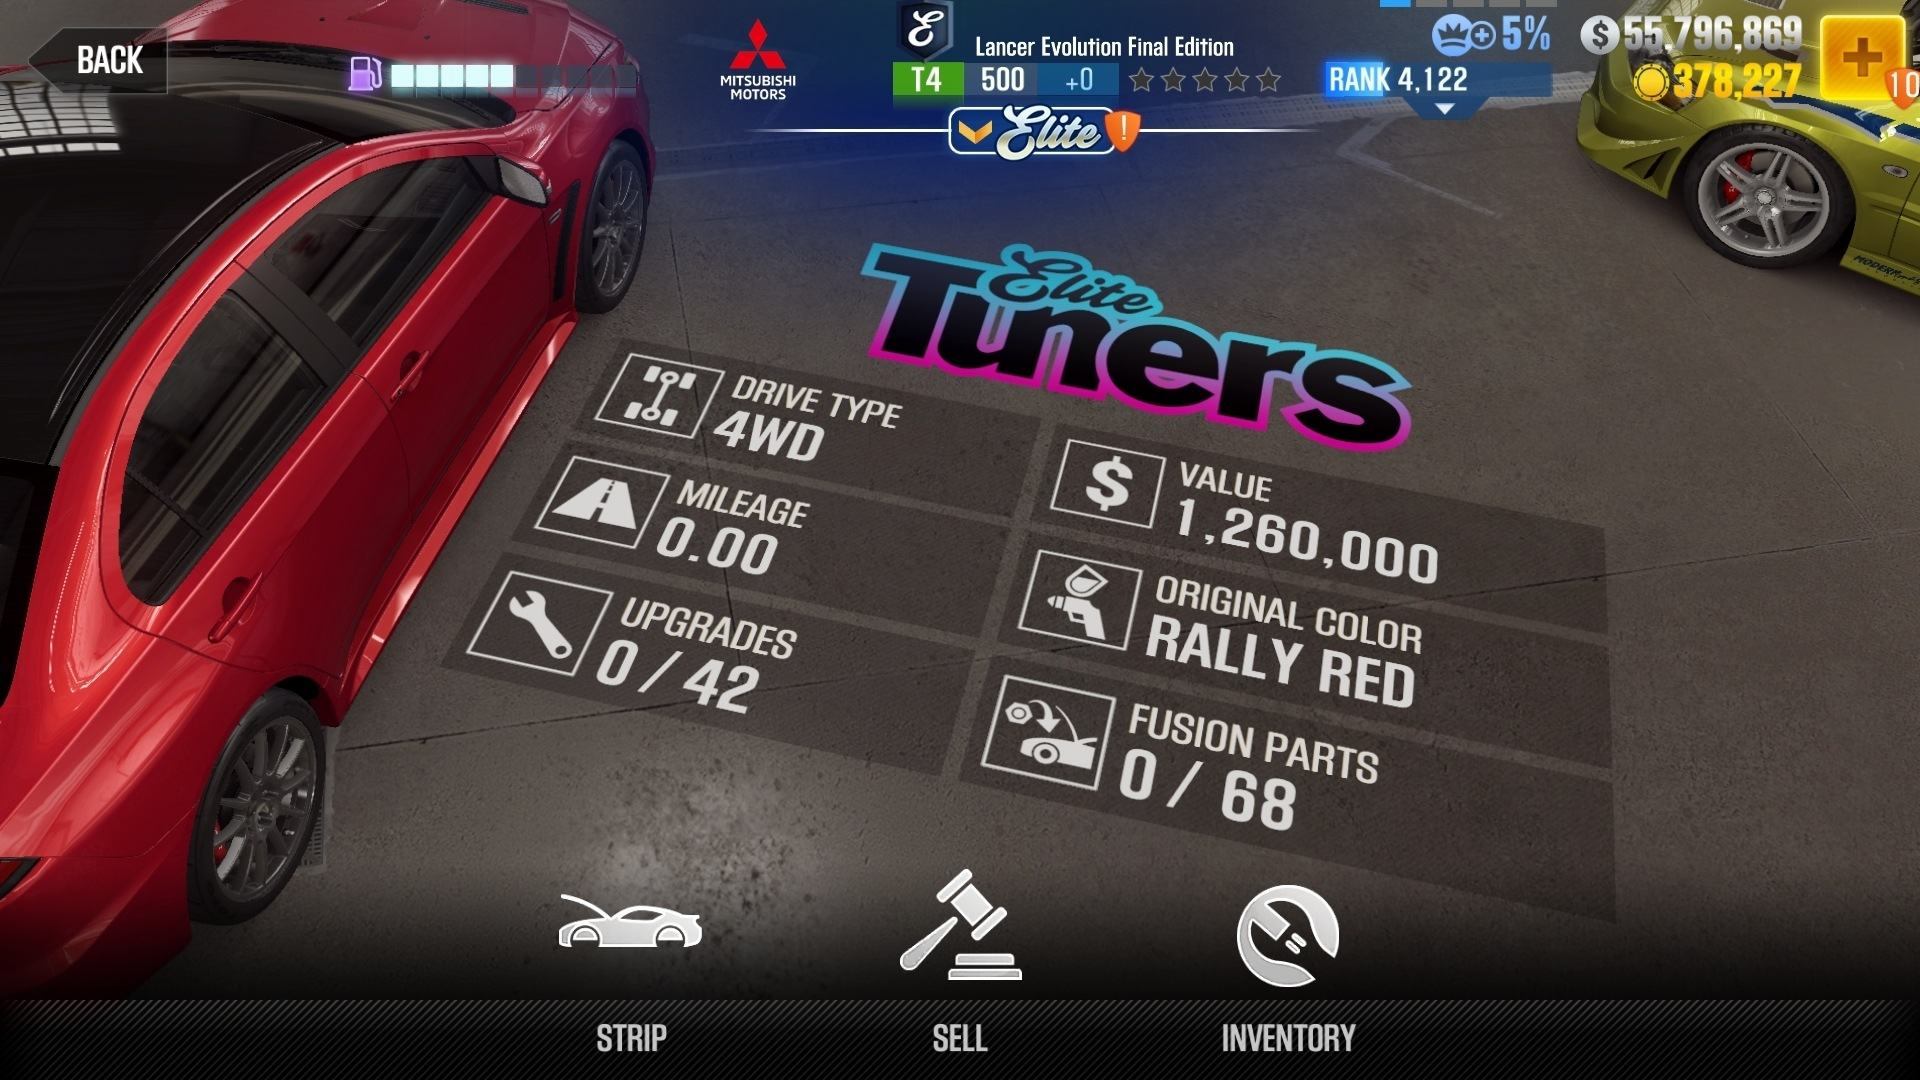 BACK
MITSUBISHI
MOTORS
E
Lancer Evolution Final Edition
T4 500 +0
Elite !
5%
$ 55,796,869
RANK 4,122
378,227
+
10
Elite
Tuners
DRIVE TYPE
4WD
MILEAGE
0.00
UPGRADES
0 / 42
$
VALUE
1,260,000
ORIGINAL COLOR
RALLY RED
FUSION PARTS
0 / 68
STRIP
SELL
INVENTORY